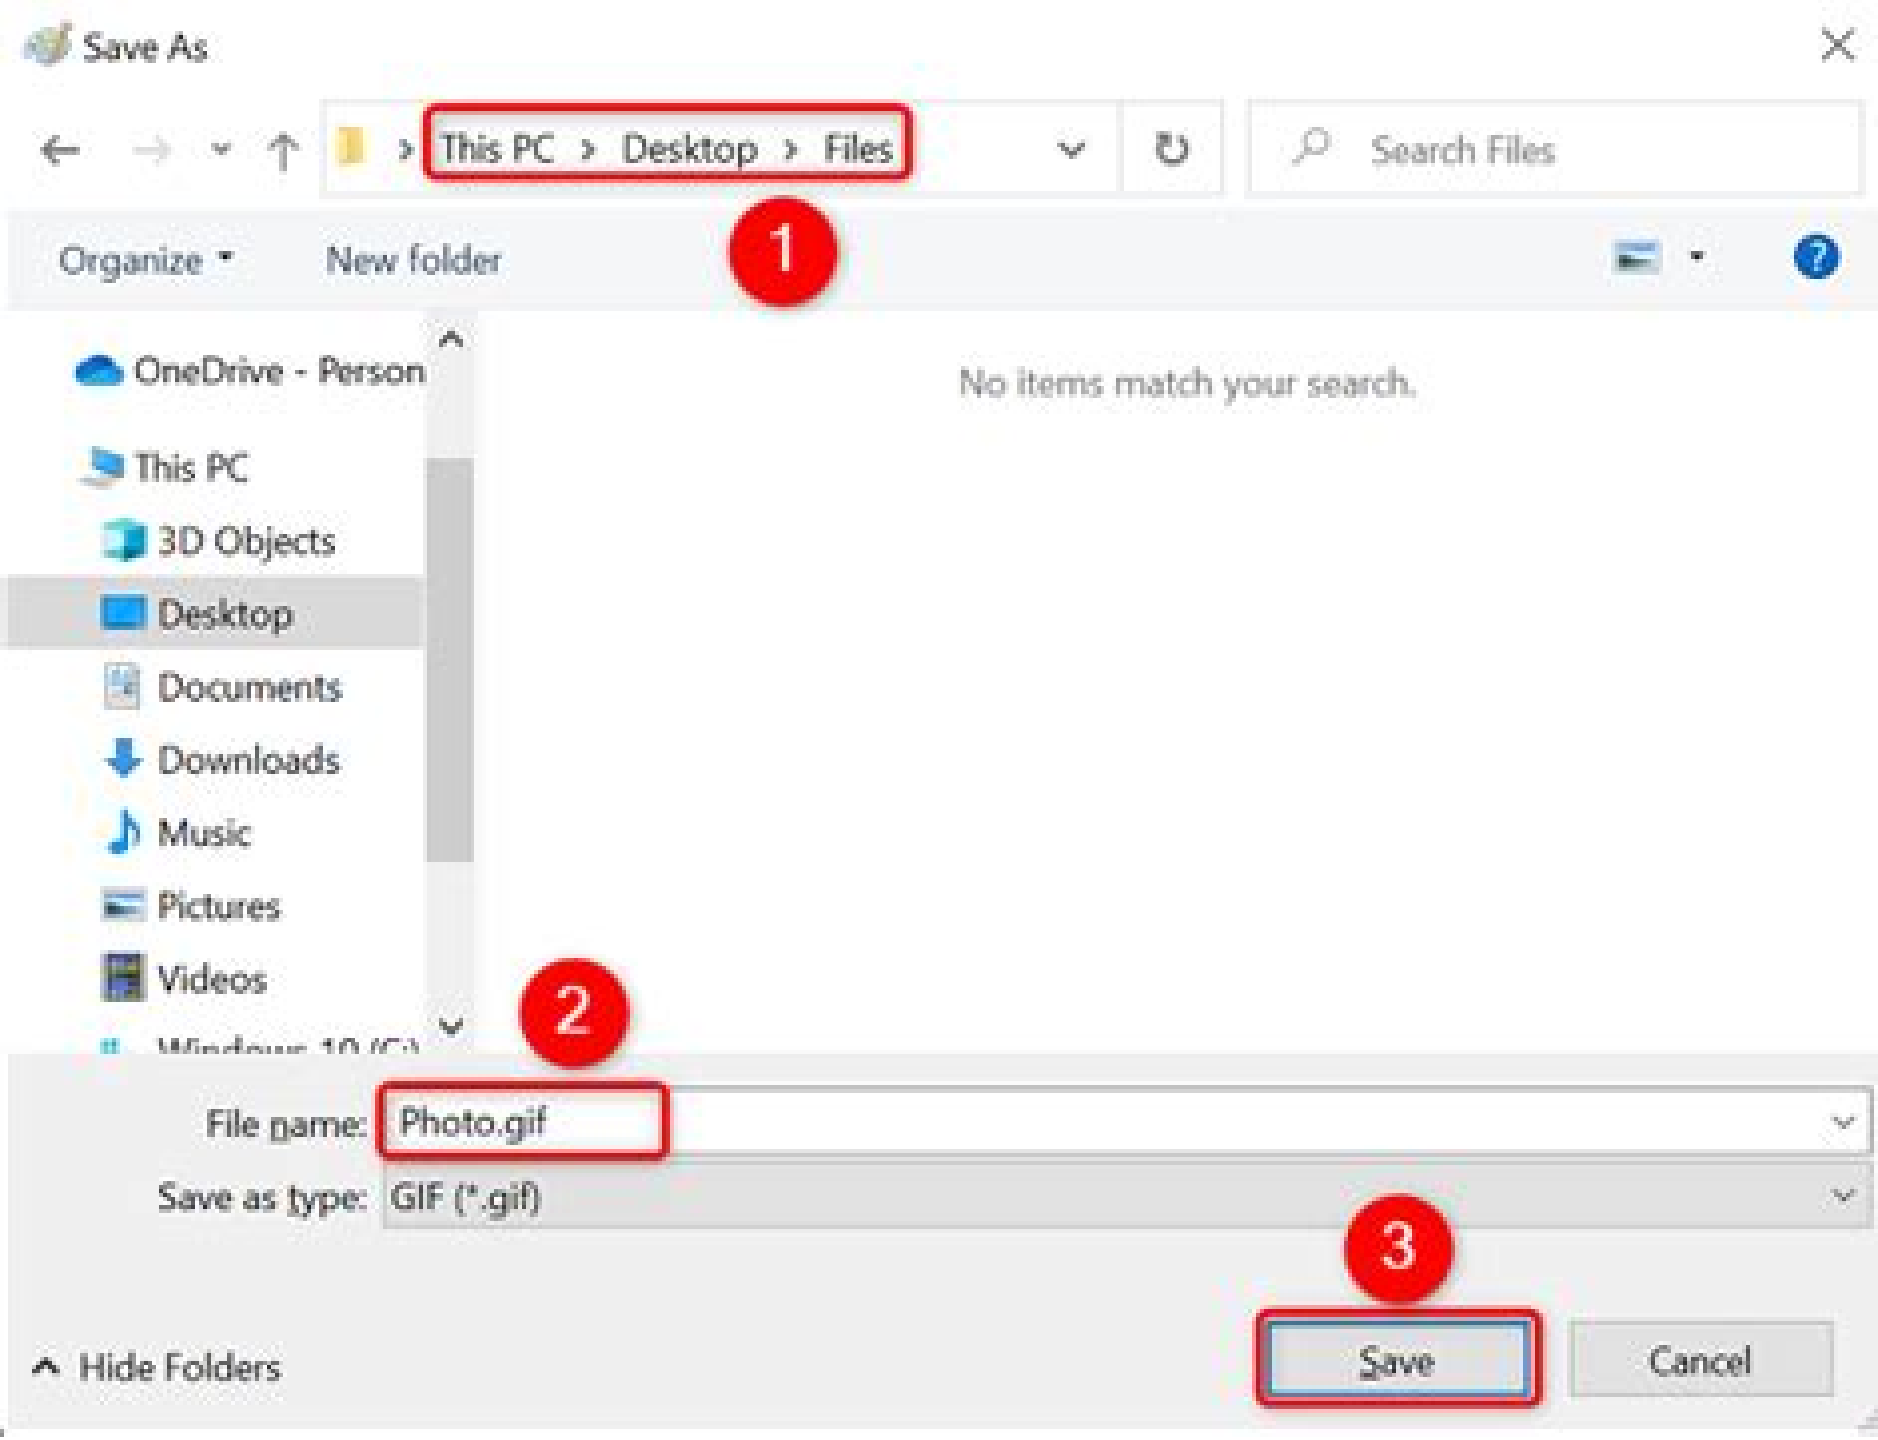 Save As
This PC > Desktop > Files
Search Files
Organize
New folder
1
OneDrive - Person
No items match your search.
This PC
3D Objects
Desktop
Documents
Downloads
Music
Pictures
Videos
2
Windows 10 (C:)
File name: Photo.gif
Save as type: GIF (*.gif)
3
Hide Folders
Save
Cancel